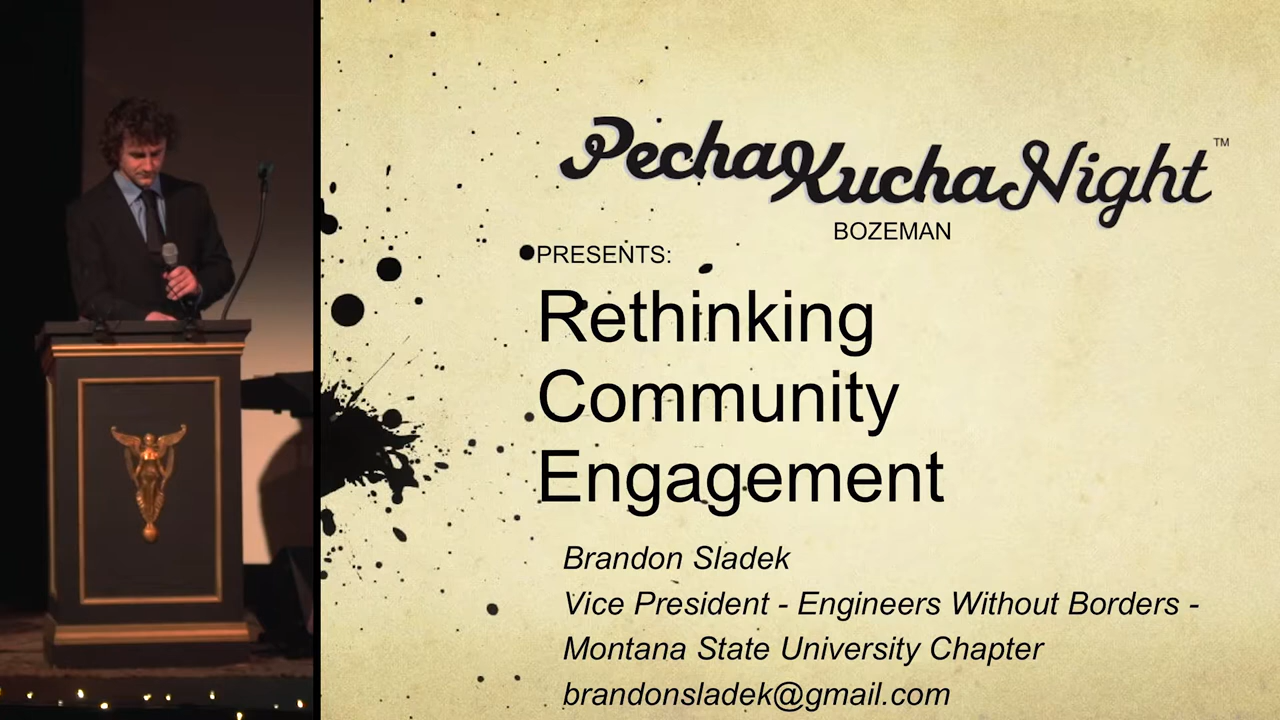 PechaKuchaNight™
BOZEMAN
PRESENTS:
Rethinking
Community
Engagement
Brandon Sladek
Vice President - Engineers Without Borders -
Montana State University Chapter
brandonsladek@gmail.com